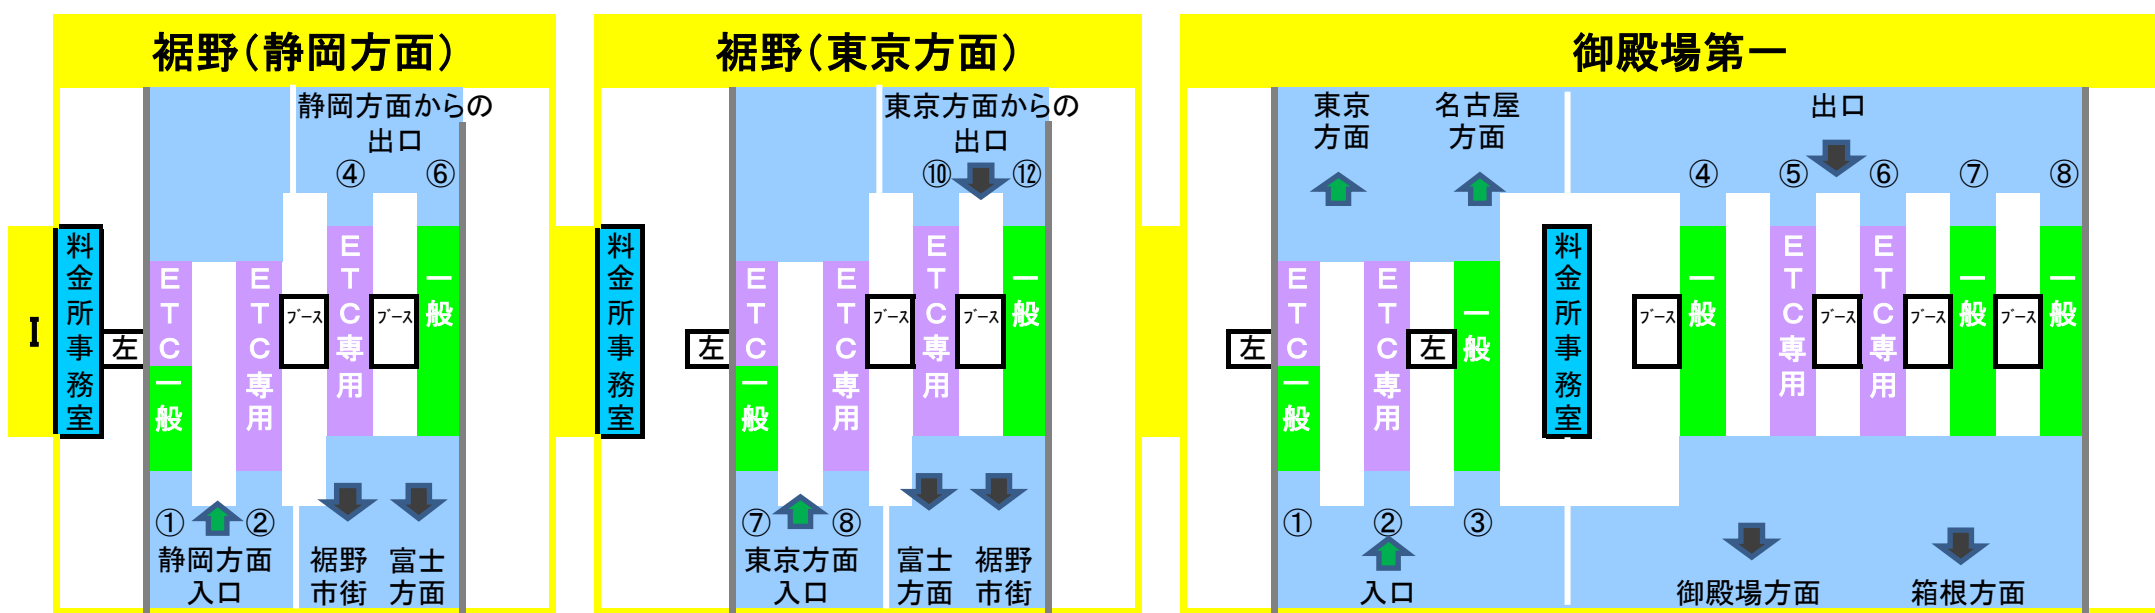 裾野(静岡方面)
静岡方面からの
出口
④
⑥
Ⅰ
料金所事務室
左
ETC
一般
ETC専用
ブース
ETC専用
ブース
一般
①
②
静岡方面
入口
裾野
市街
富士
方面
裾野(東京方面)
東京方面からの
出口
⑩
⑫
料金所事務室
左
ETC
一般
ETC専用
ブース
ETC専用
ブース
一般
⑦
⑧
東京方面
入口
富士
方面
裾野
市街
御殿場第一
東京
方面
名古屋
方面
出口
④
⑤
⑥
⑦
⑧
左
ETC
一般
ETC専用
左
一般
料金所事務室
ブース
一般
ETC専用
ブース
ETC専用
ブース
一般
ブース
一般
①
②
③
入口
御殿場方面
箱根方面